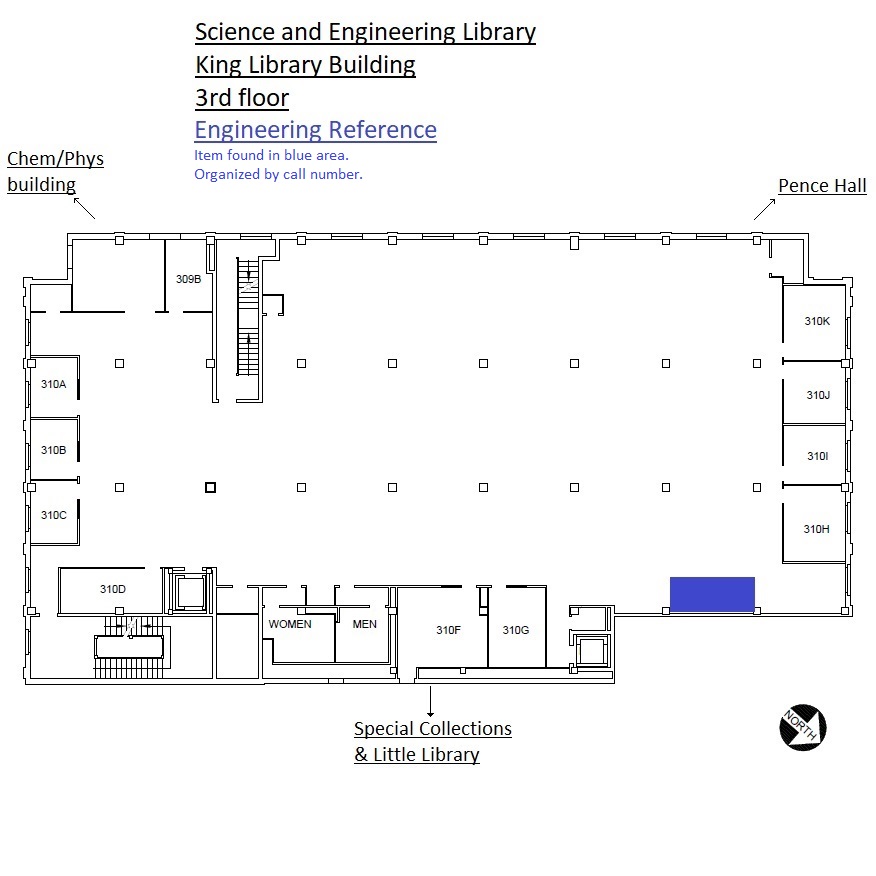 Science and Engineering Library
King Library Building
3rd floor
Engineering Reference
Item found in blue area.
Organized by call number.
Chem/Phys
building
Pence Hall
309B
310K
310A
310J
310B
310I
310C
310H
310D
WOMEN
MEN
310F
310G
Special Collections
& Little Library
NORTH